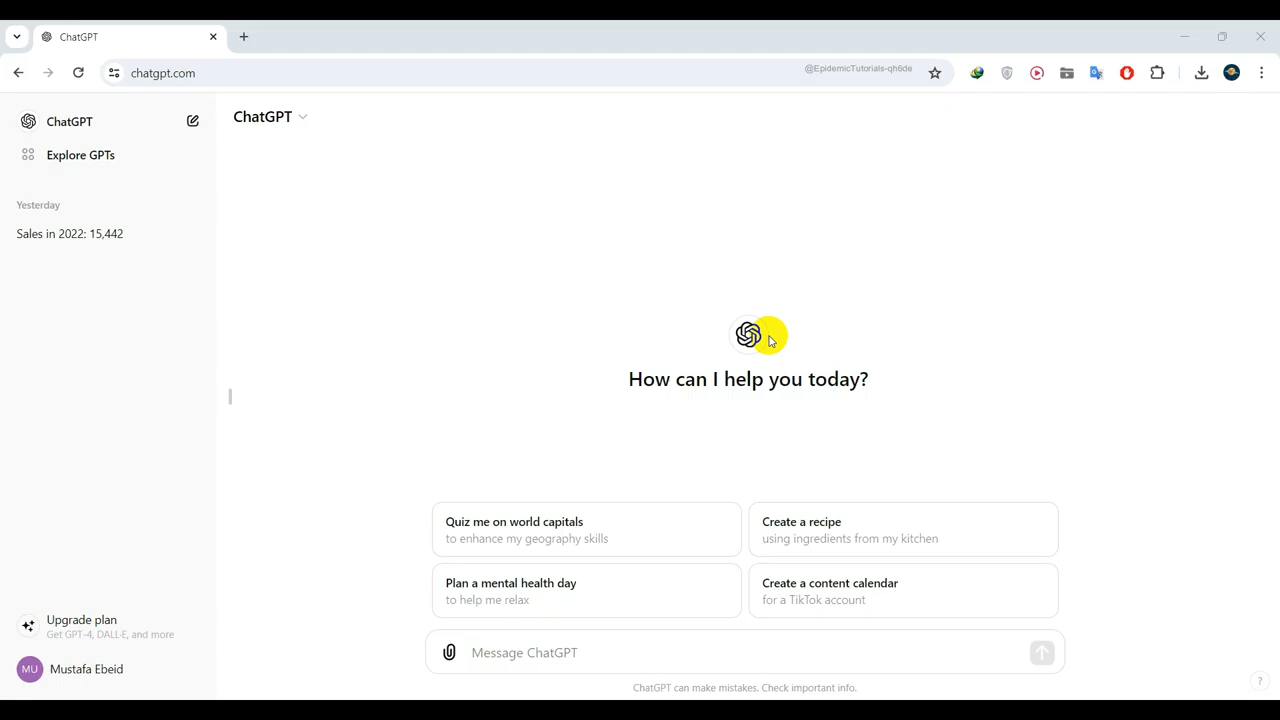 ChatGPT
chatgpt.com
@EpidemicTutorials-qh6de
ChatGPT
Explore GPTs
Yesterday
Sales in 2022: 15,442
Upgrade plan
Get GPT-4, DALL·E, and more
MU
Mustafa Ebeid
ChatGPT
How can I help you today?
Quiz me on world capitals
to enhance my geography skills
Create a recipe
using ingredients from my kitchen
Plan a mental health day
to help me relax
Create a content calendar
for a TikTok account
Message ChatGPT
ChatGPT can make mistakes. Check important info.
?